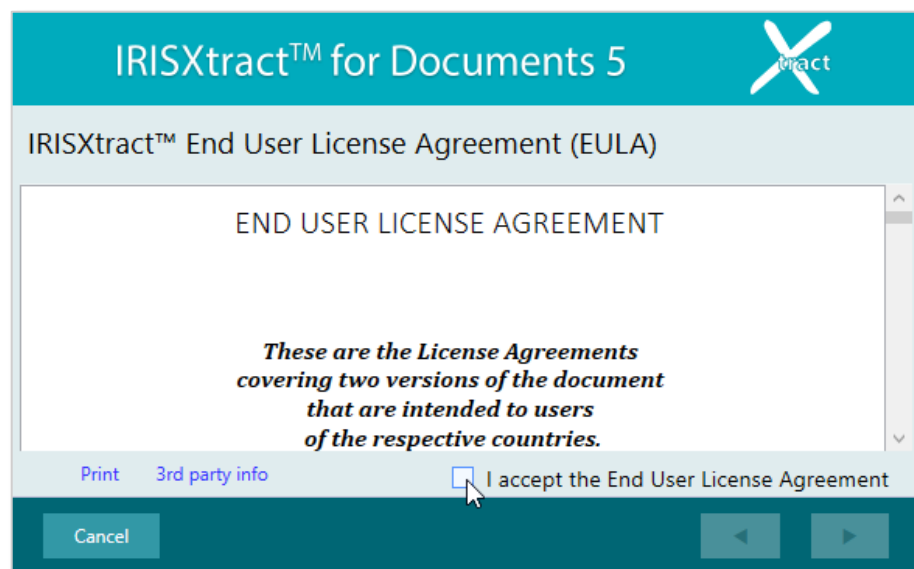 IRISXtract™ for Documents 5
Xtract
IRISXtract™ End User License Agreement (EULA)
END USER LICENSE AGREEMENT
These are the License Agreements
covering two versions of the document
that are intended to users
of the respective countries.
Print 3rd party info
I accept the End User License Agreement
Cancel